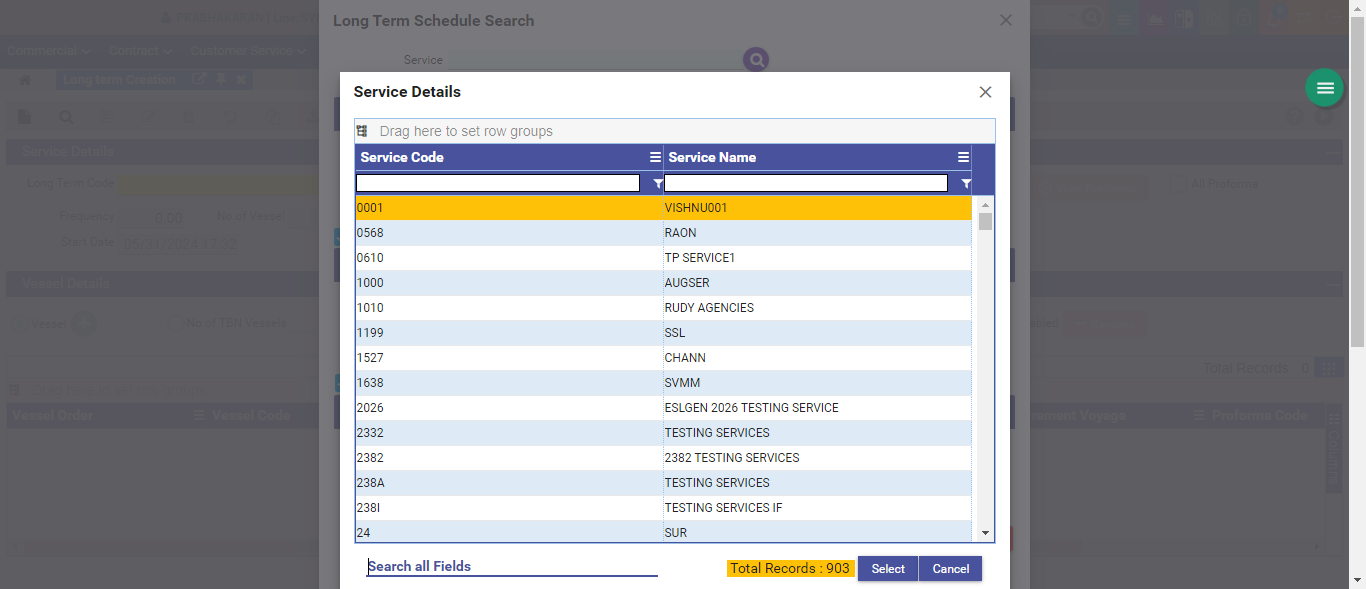 Long Term Schedule Search
Commercial Contract Customer Service
Service
Long term Creation
Service Details
Drag here to set row groups
Service Code Service Name
0001 VISHNU001
0568 RAON
0610 TP SERVICE1
1000 AUGSER
1010 RUDY AGENCIES
1199 SSL
1527 CHANN
1638 SVMM
2026 ESLGEN 2026 TESTING SERVICE
2332 TESTING SERVICES
2382 2382 TESTING SERVICES
238A TESTING SERVICES
238I TESTING SERVICES IF
24 SUR
Search all Fields Total Records : 903 Select Cancel
Service Details
Long Term Code All Proforma
Frequency 0.00 No.of Vessel
Start Date
Vessel Details
Vessel No of TBN Vessels
Total Records 0
Vessal Order Vessal Code Voyage Proforma Code